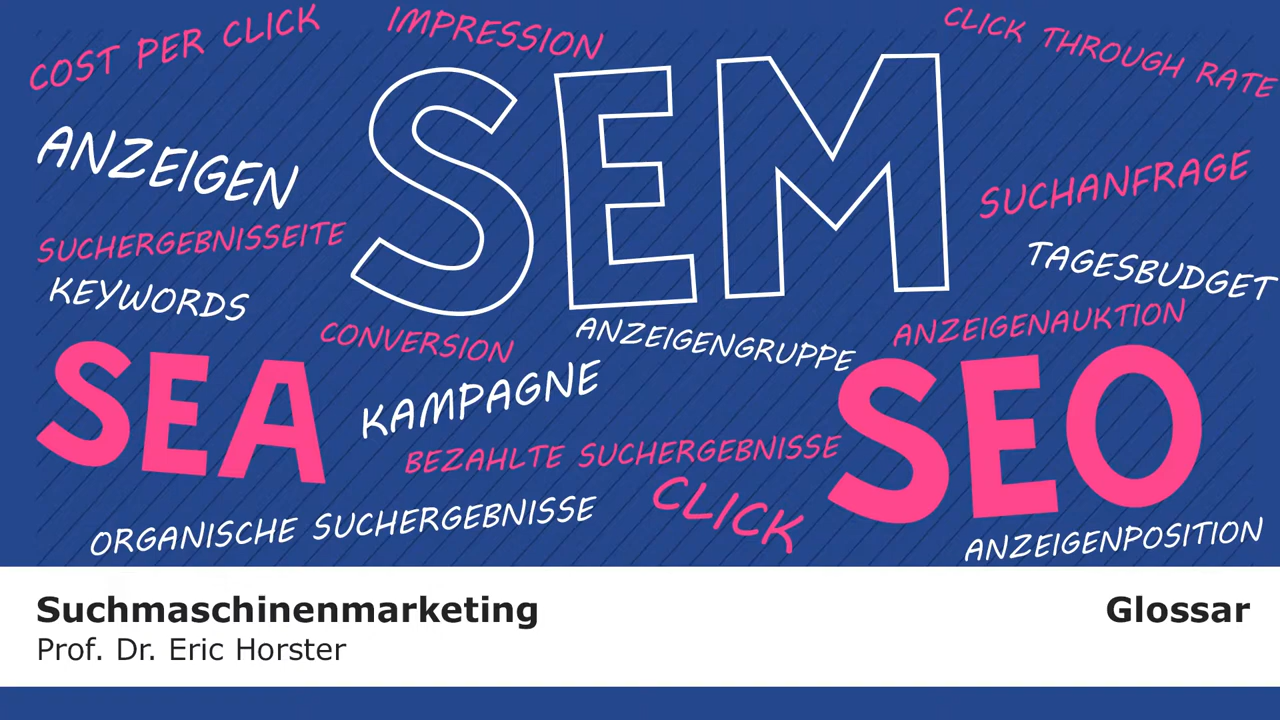 COST PER CLICK
IMPRESSION
CLICK THROUGH RATE
SEM
ANZEIGEN
SUCHANFRAGE
SUCHERGEBNISSEITE
TAGESBUDGET
KEYWORDS
CONVERSION
ANZEIGENGRUPPE
ANZEIGENAUKTION
SEA
KAMPAGNE
SEO
BEZAHLTE SUCHERGEBNISSE
CLICK
ORGANISCHE SUCHERGEBNISSE
ANZEIGENPOSITION
Suchmaschinenmarketing
Glossar
Prof. Dr. Eric Horster